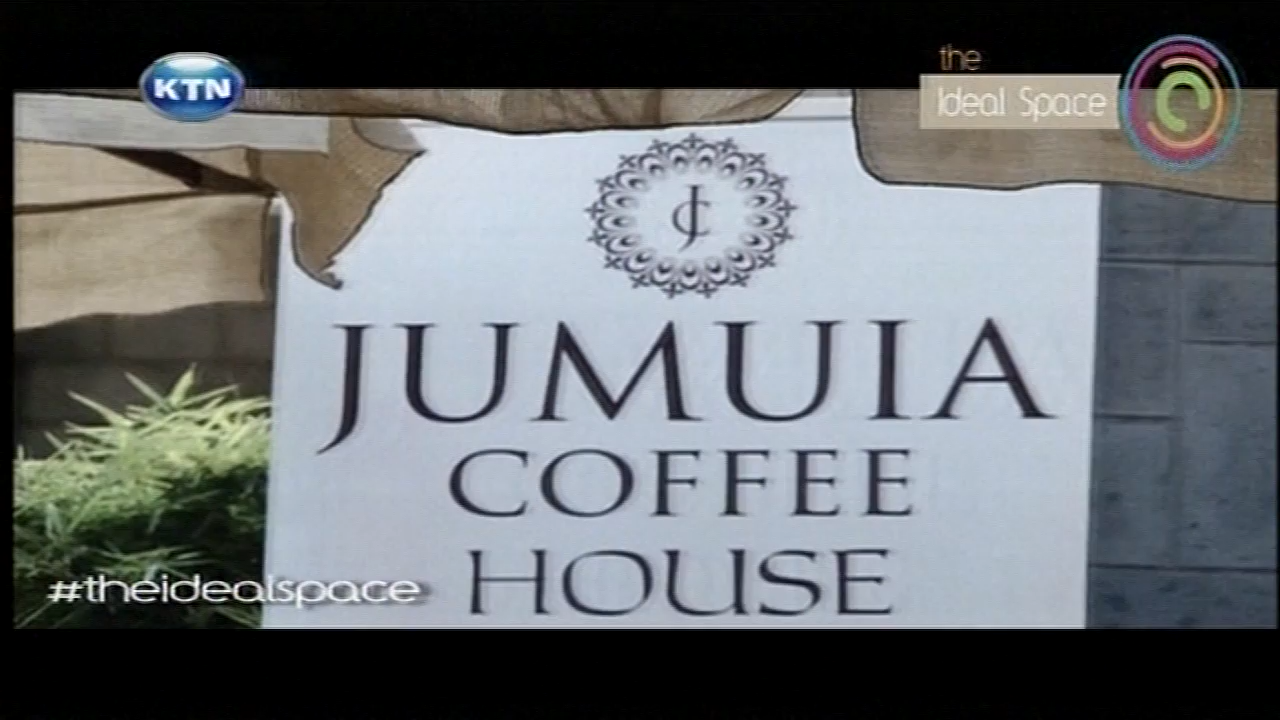 KTN
the
Ideal Space
JC
JUMUIA
COFFEE
HOUSE
#theidealspace